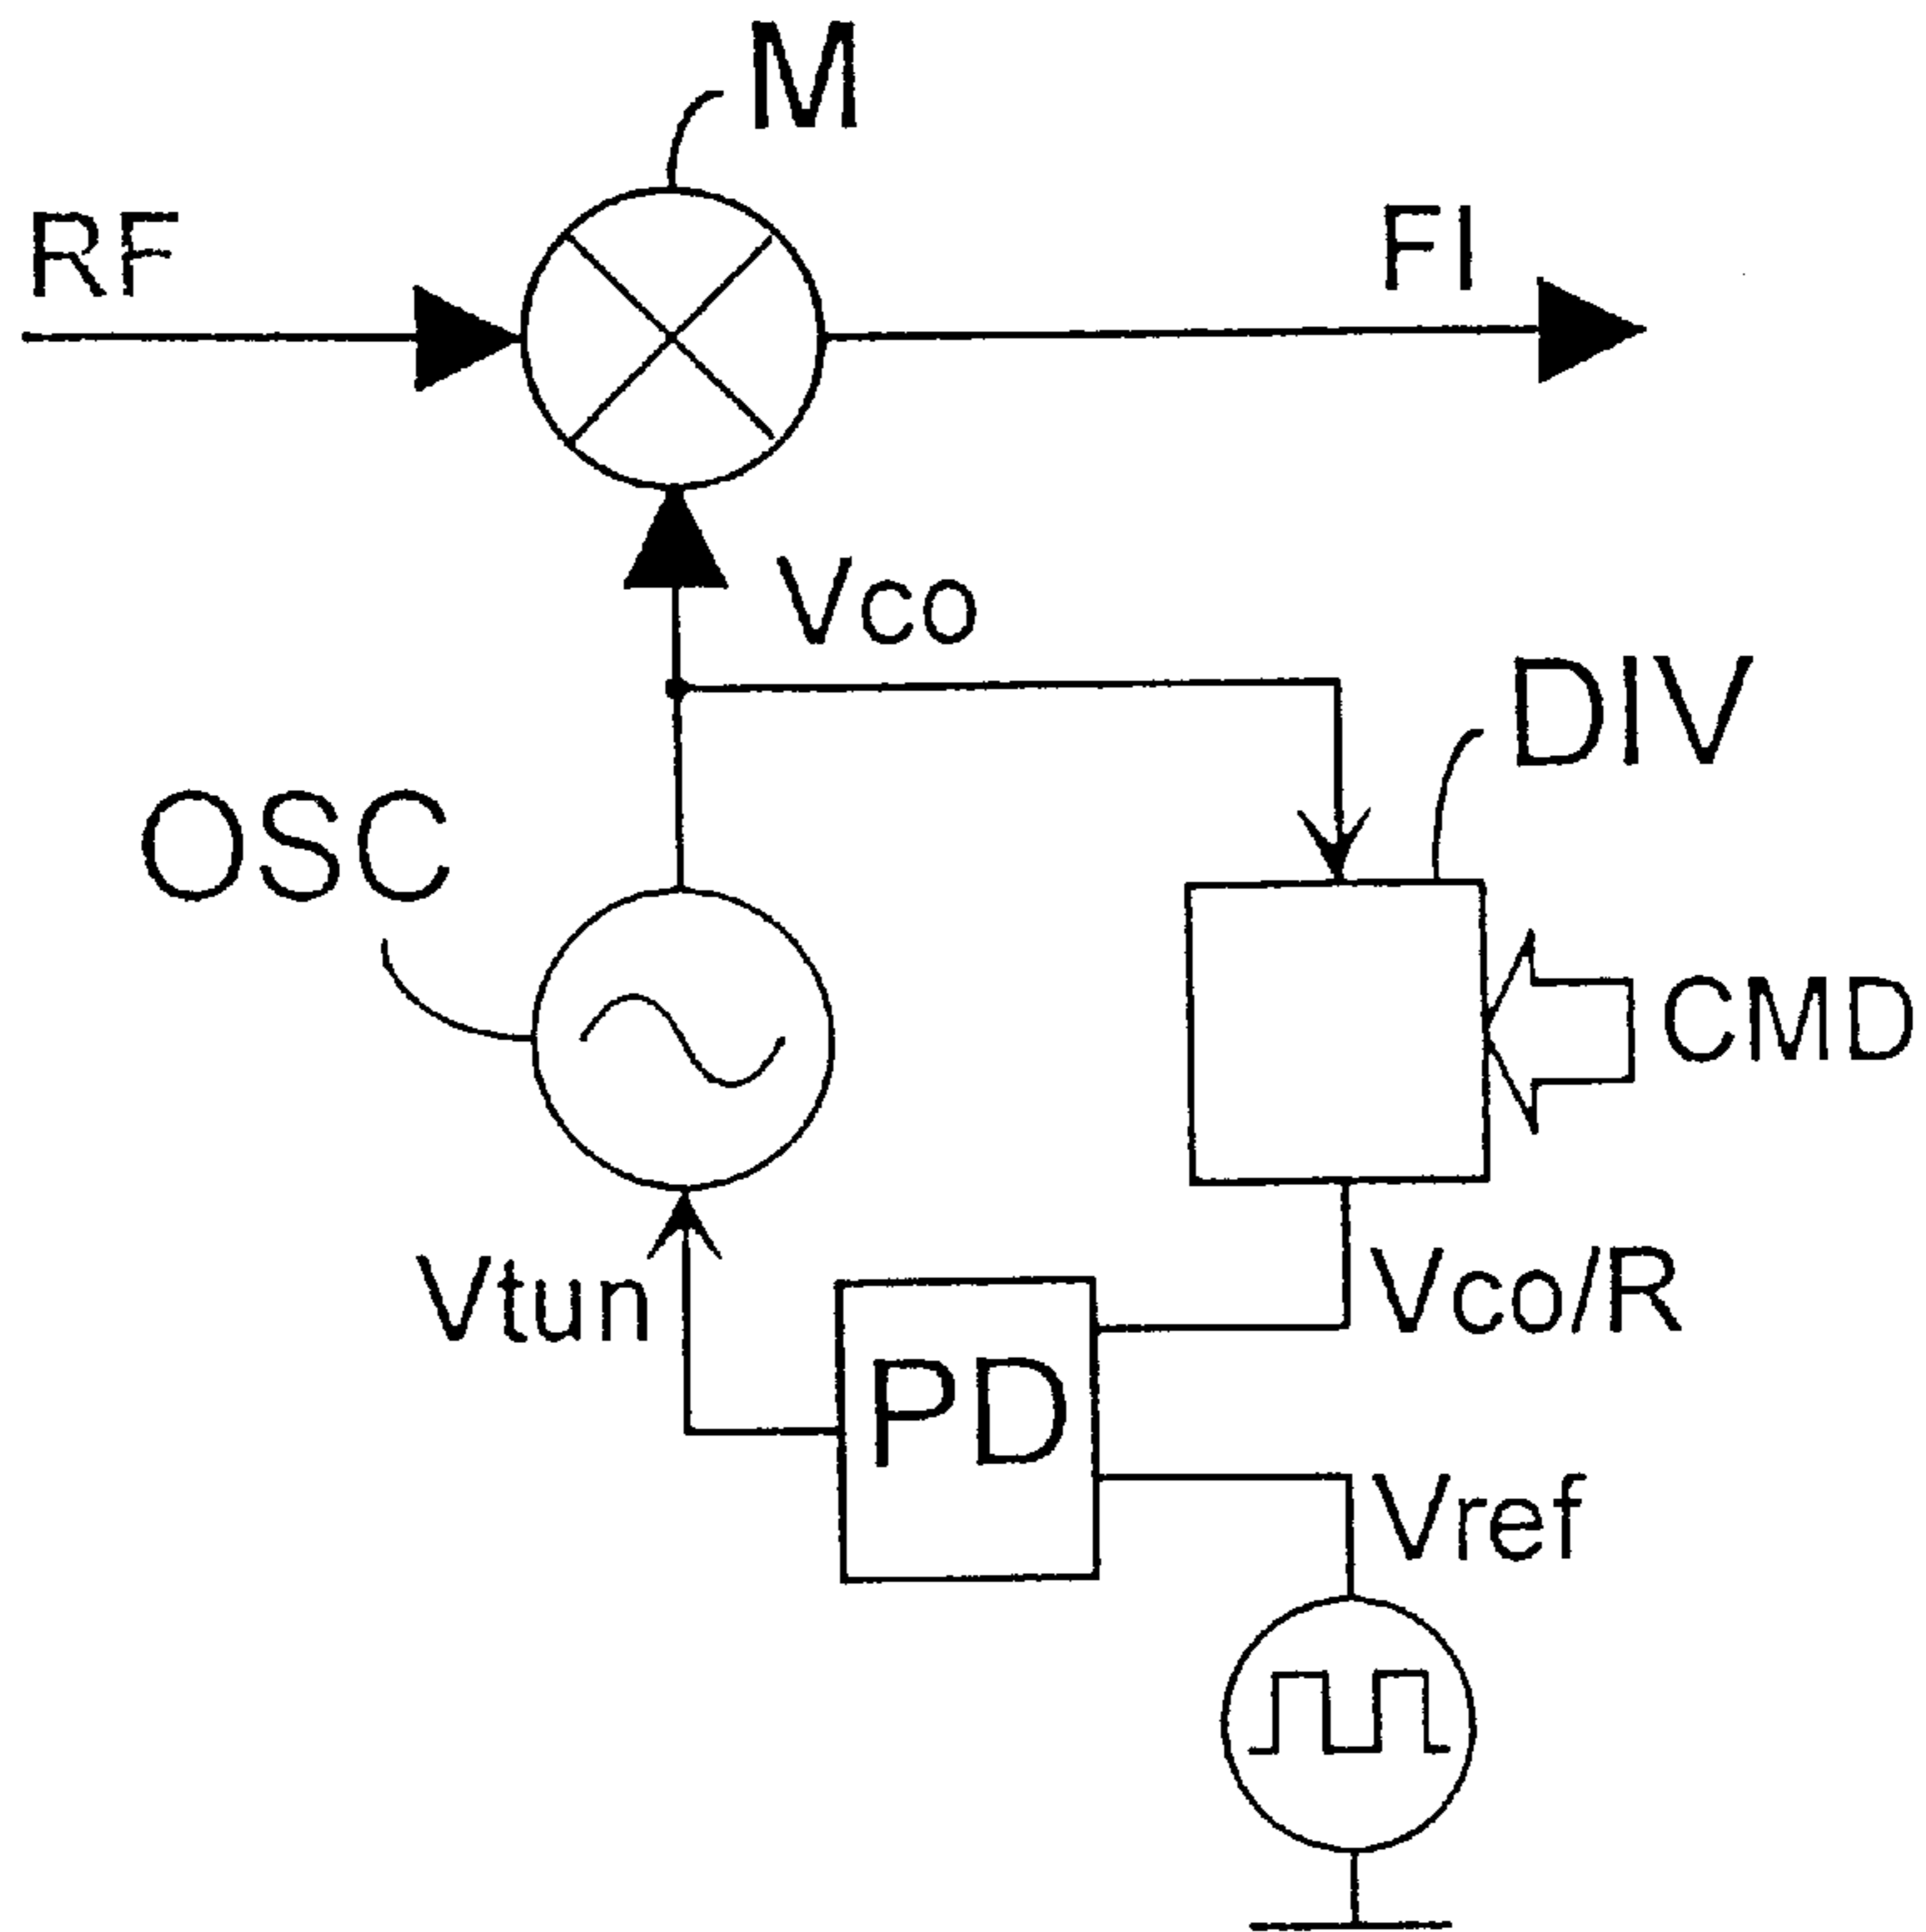 M
RF
FI
Vco
DIV
OSC
CMD
Vtun
Vco/R
PD
Vref